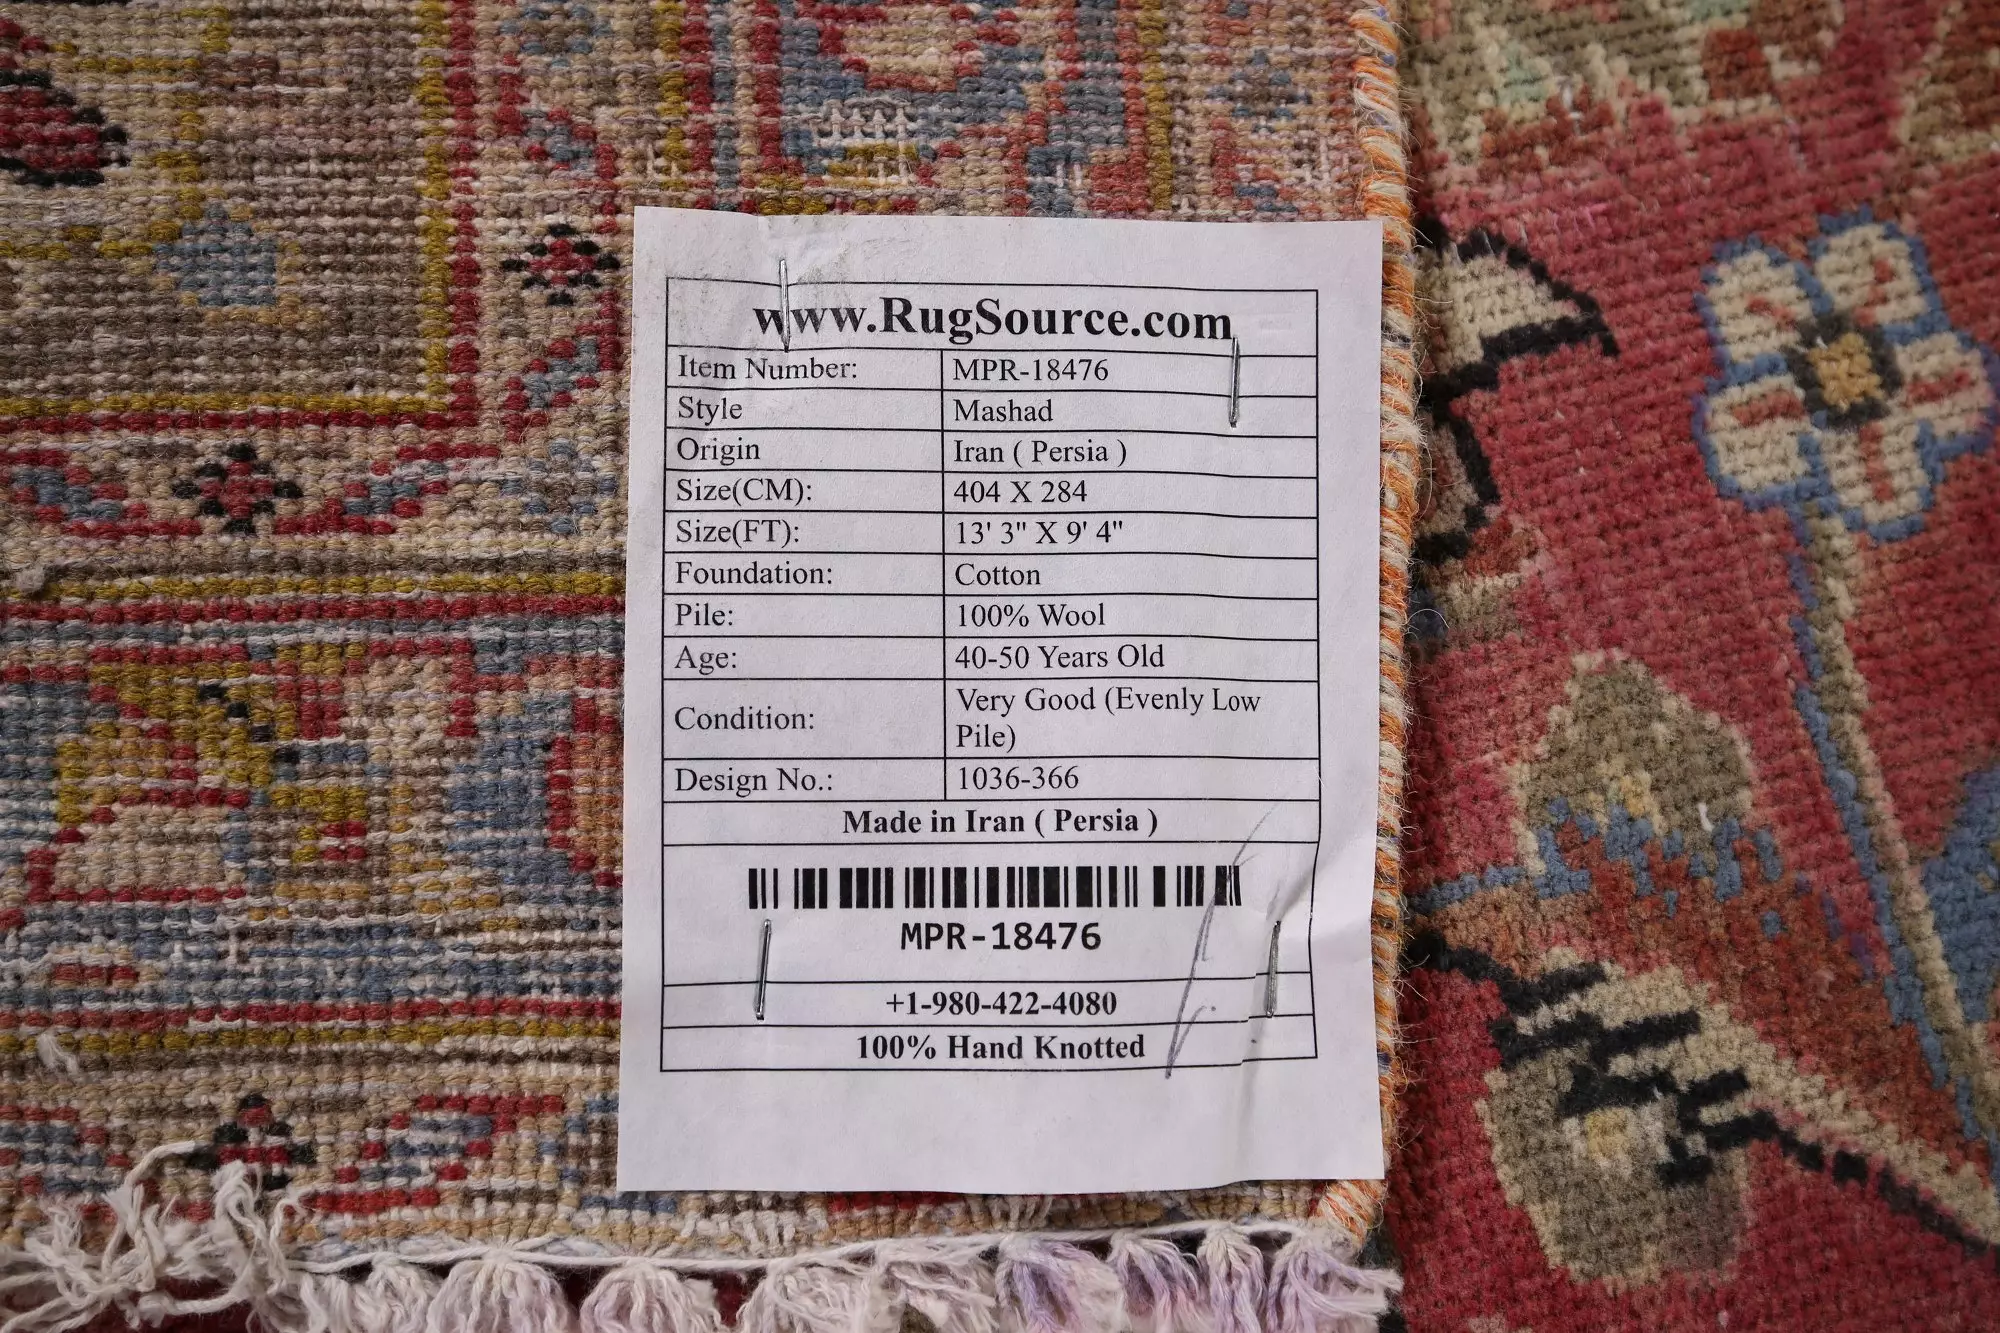 www.RugSource.com
Item Number: MPR-18476
Style Mashad
Origin Iran ( Persia )
Size(CM): 404 X 284
Size(FT): 13' 3" X 9' 4"
Foundation: Cotton
Pile: 100% Wool
Age: 40-50 Years Old
Condition: Very Good (Evenly Low
Pile)
Design No.: 1036-366
Made in Iran ( Persia )
MPR-18476
+1-980-422-4080
100% Hand Knotted